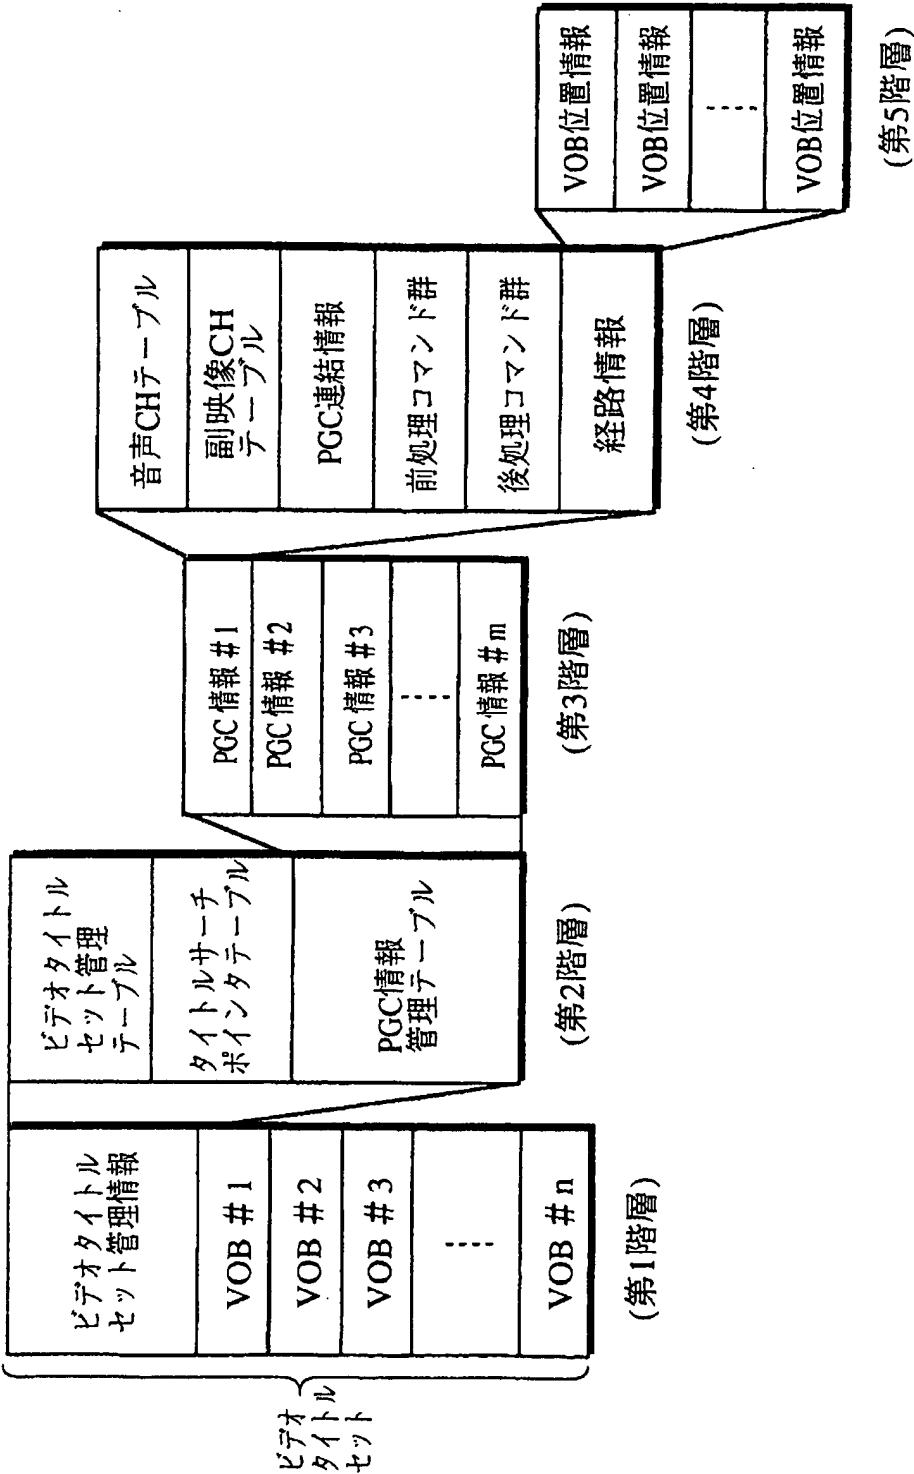 ビデオ
タイトル
セット
ビデオタイトル
セット管理情報
VOB #1
VOB #2
VOB #3
VOB #n
(第1階層)
ビデオタイトル
セット管理
テーブル
タイトルサーチ
ポインタテーブル
PGC情報
管理テーブル
(第2階層)
PGC情報#1
PGC情報 #2
PGC情報#3
PGC情報#m
(第3階層)
音声CHテーブル
副映像CH
テーブル
PGC連結情報
前処理コマンド群
後処理コマンド群
経路情報
(第4階層)
VOB位置情報
VOB位置情報
VOB位置情報
(第5階層)